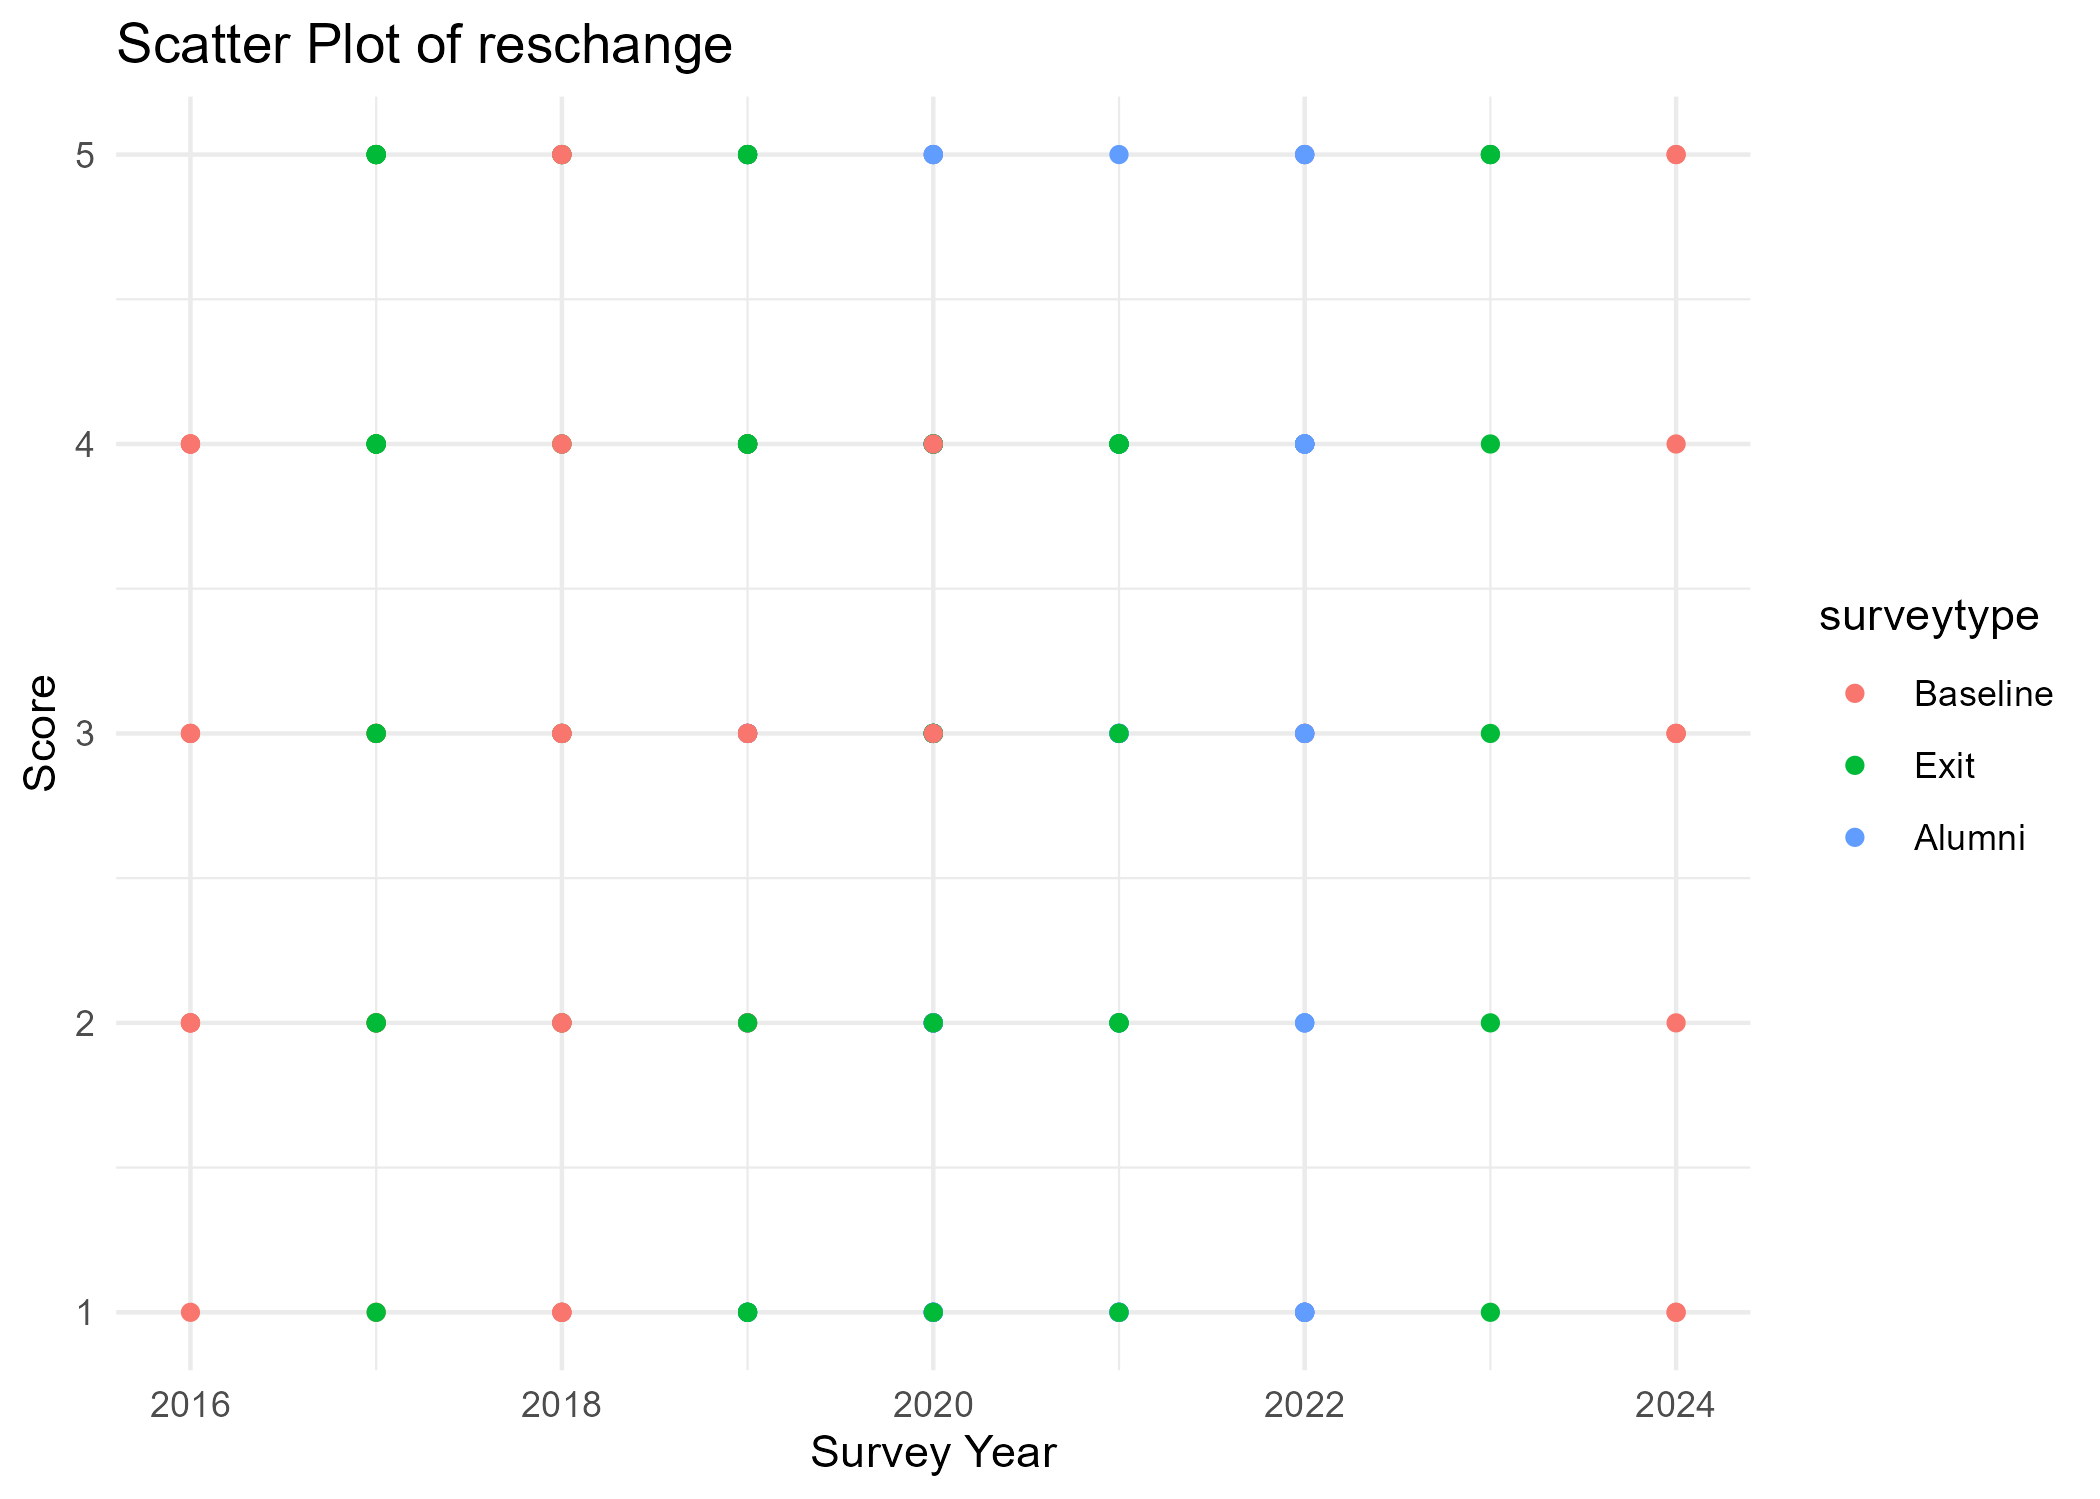 Scatter Plot of reschange
5
4
3
2
1
Score
2016 2018 2020 2022 2024
Survey Year
surveytype
Baseline
Exit
Alumni